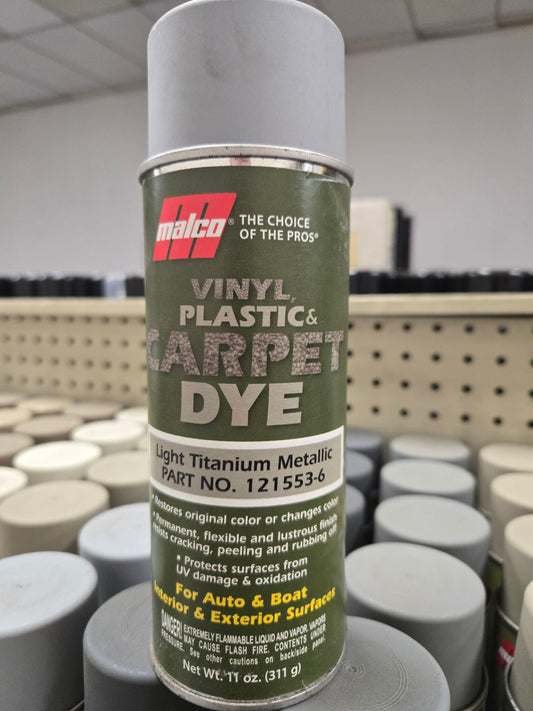 malco® THE CHOICE
OF THE PROS®
VINYL,
PLASTIC &
CARPET
DYE
Light Titanium Metallic
PART NO. 121553-6
* Restores original color or changes color
* Permanent, flexible and lustrous finish
resists cracking, peeling and rubbing off
* Protects surfaces from
UV damage & oxidation
For Auto & Boat
Interior & Exterior Surfaces
DANGER! EXTREMELY FLAMMABLE LIQUID AND VAPOR. VAPORS
MAY CAUSE FLASH FIRE. CONTENTS UNDER
PRESSURE. See other cautions on back/side panel.
Net Wt. 11 oz. (311 g)